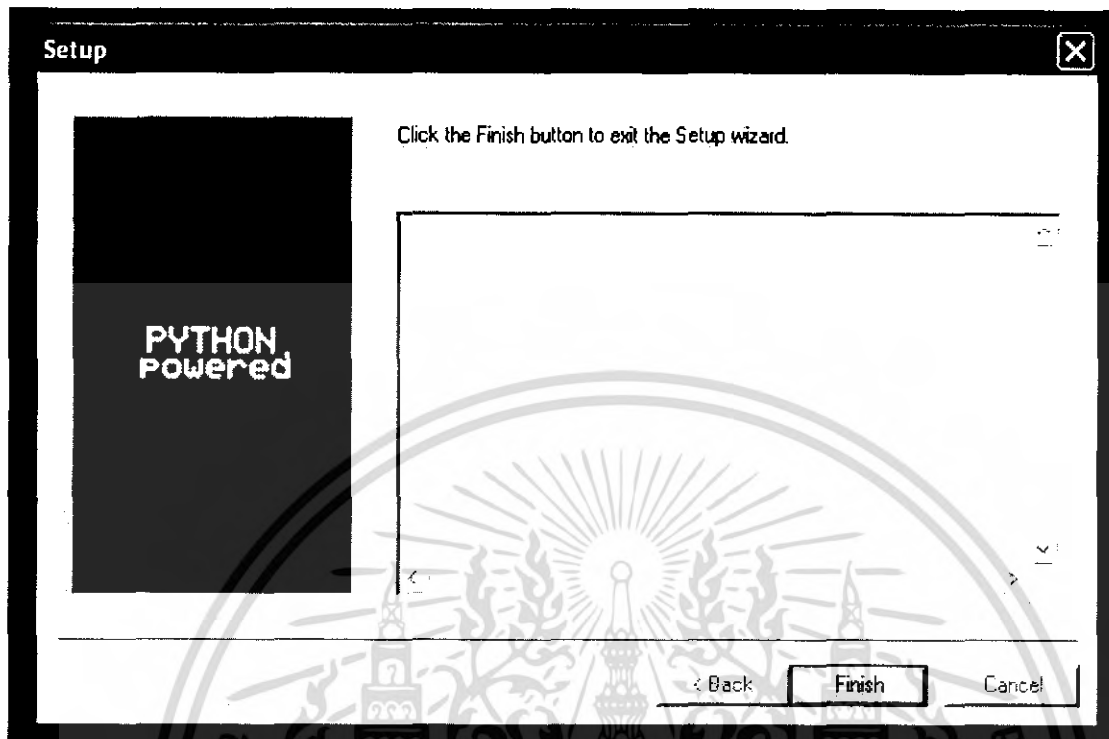 Setup
Click the Finish button to exit the Setup wizard.
PYTHON
powered
< Back
Finish
Cancel